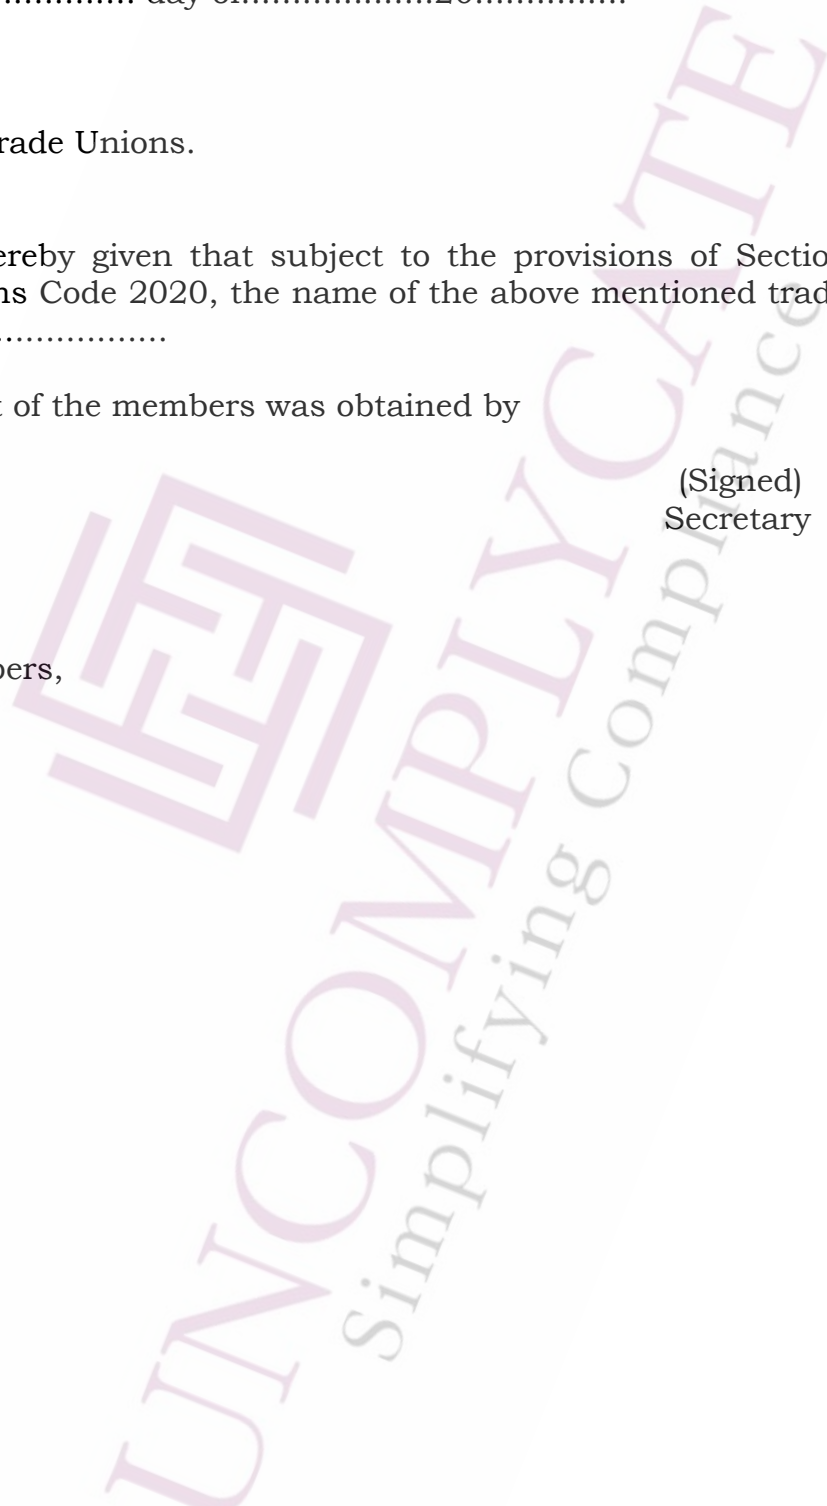 day of...................20...............
rade Unions.
ereby given that subject to the provisions of Sectio
ns Code 2020, the name of the above mentioned trad
.................
t of the members was obtained by
(Signed)
Secretary
bers,
UNCOMPLYCATE
Simplifying Compliance